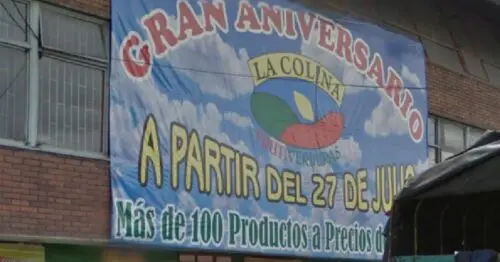 GRAN ANIVERSARIO
LA COLINA
A PARTIR DEL 27 DE JULIO
Más de 100 Productos a Precios d